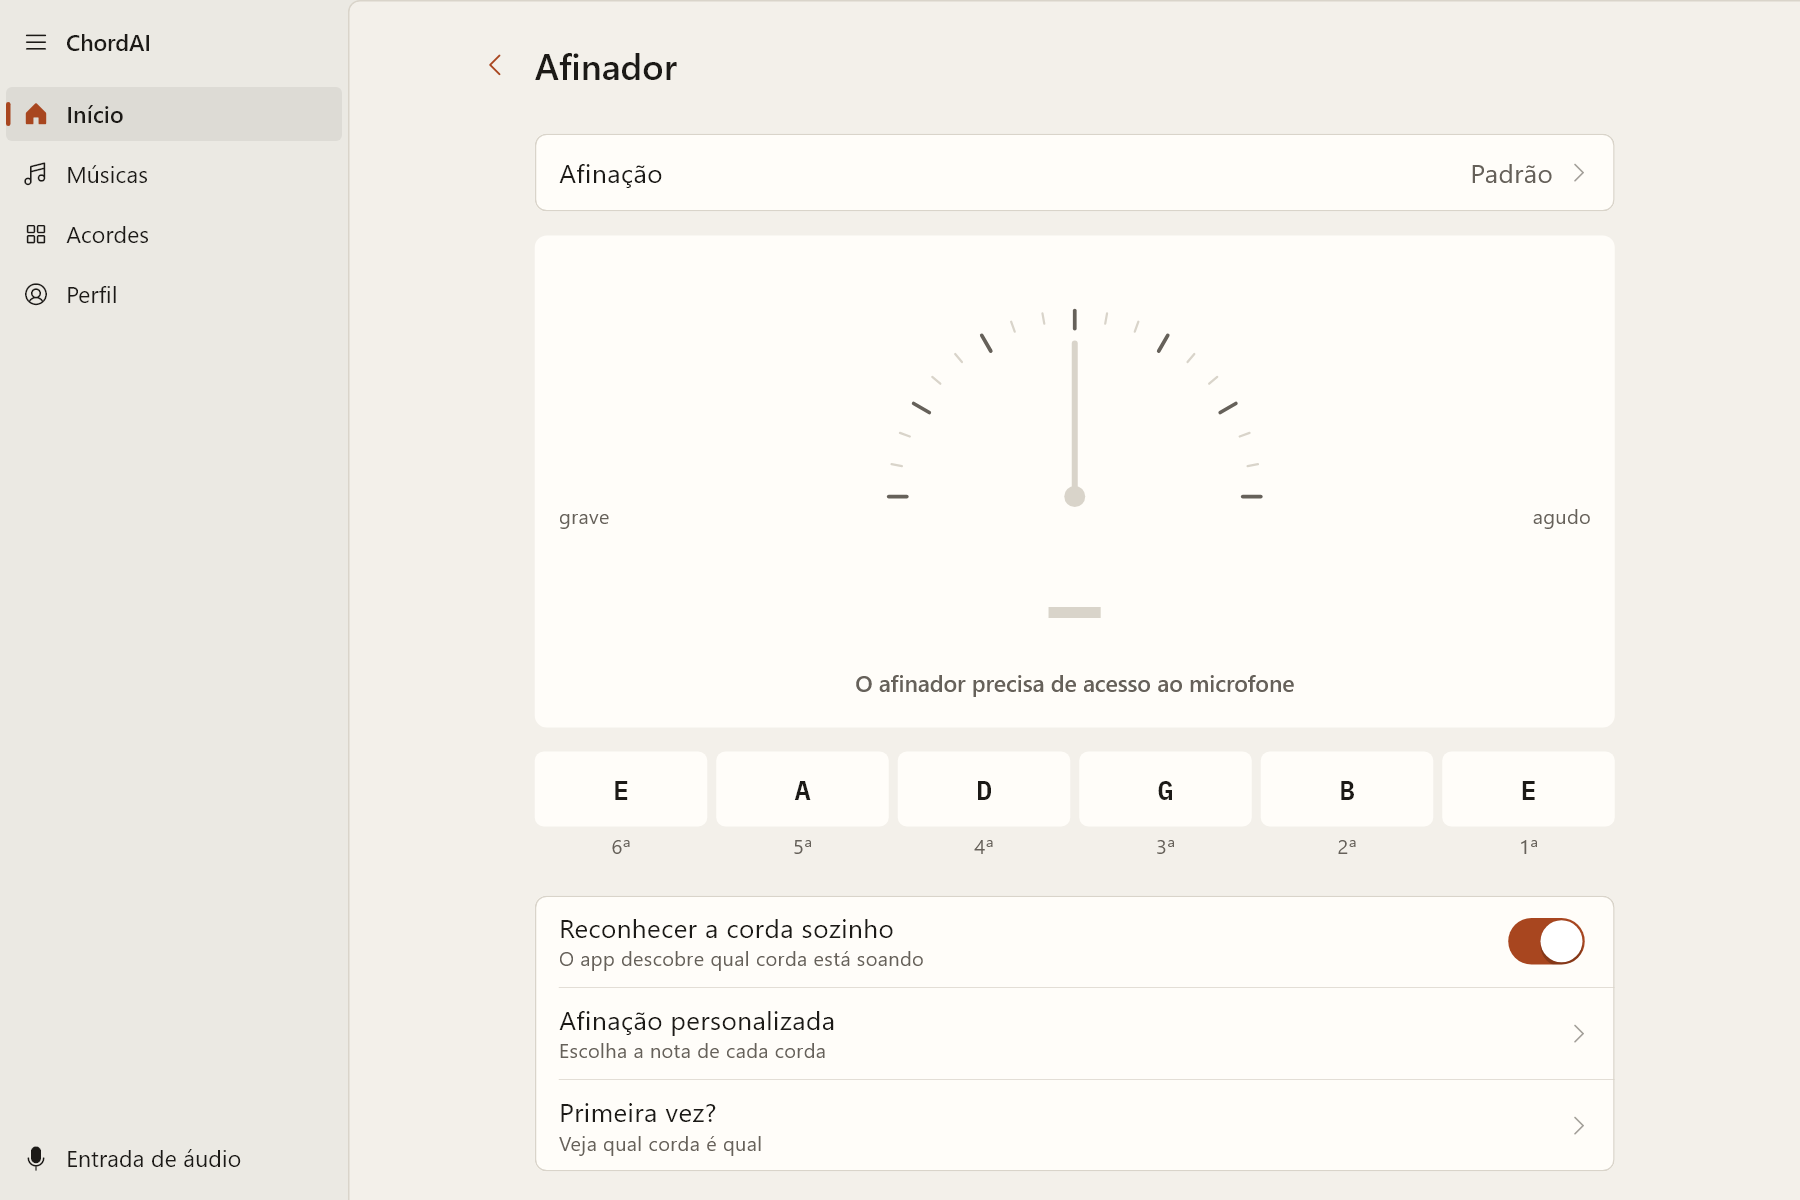 ChordAI
Início
Músicas
Acordes
Perfil
Entrada de áudio
Afinador
Afinação
Padrão
grave
agudo
O afinador precisa de acesso ao microfone
E
A
D
G
B
E
6ª
5ª
4ª
3ª
2ª
1ª
Reconhecer a corda sozinho
O app descobre qual corda está soando
Afinação personalizada
Escolha a nota de cada corda
Primeira vez?
Veja qual corda é qual